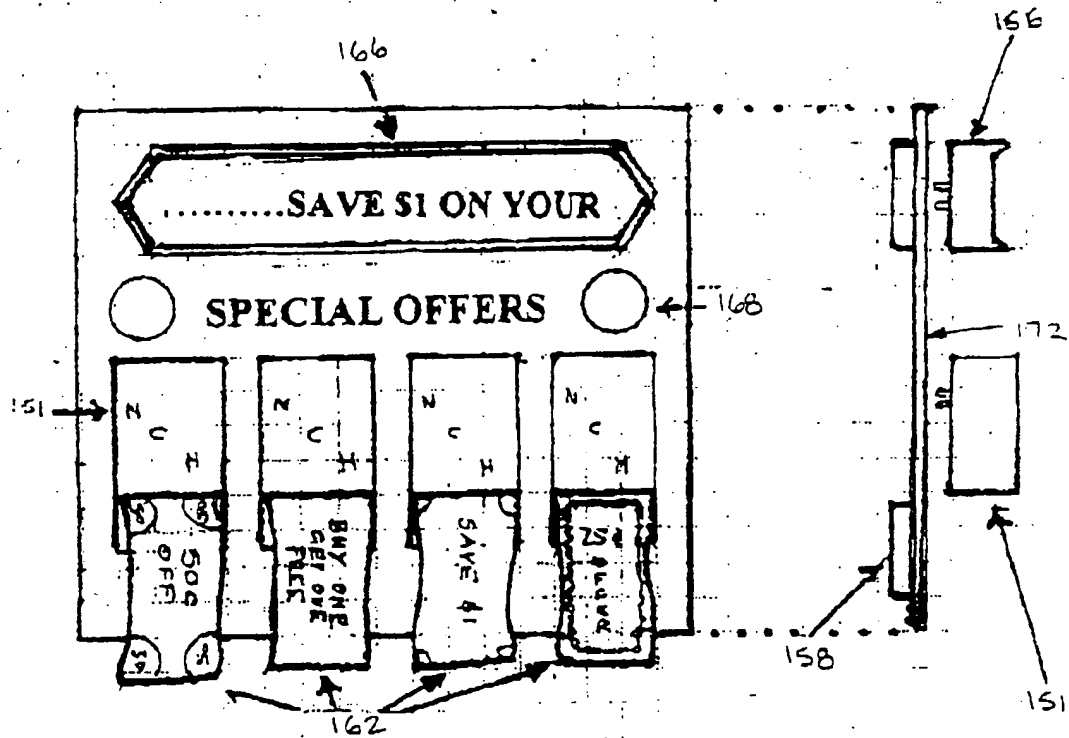 166
155
..........SAVE $1 ON YOUR
SPECIAL OFFERS
168
172
151
N
U
H
N
U
H
N
U
H
N
U
H
50¢
OFF
BUY ONE
GET ONE
FREE
SAVE $1
158
151
162